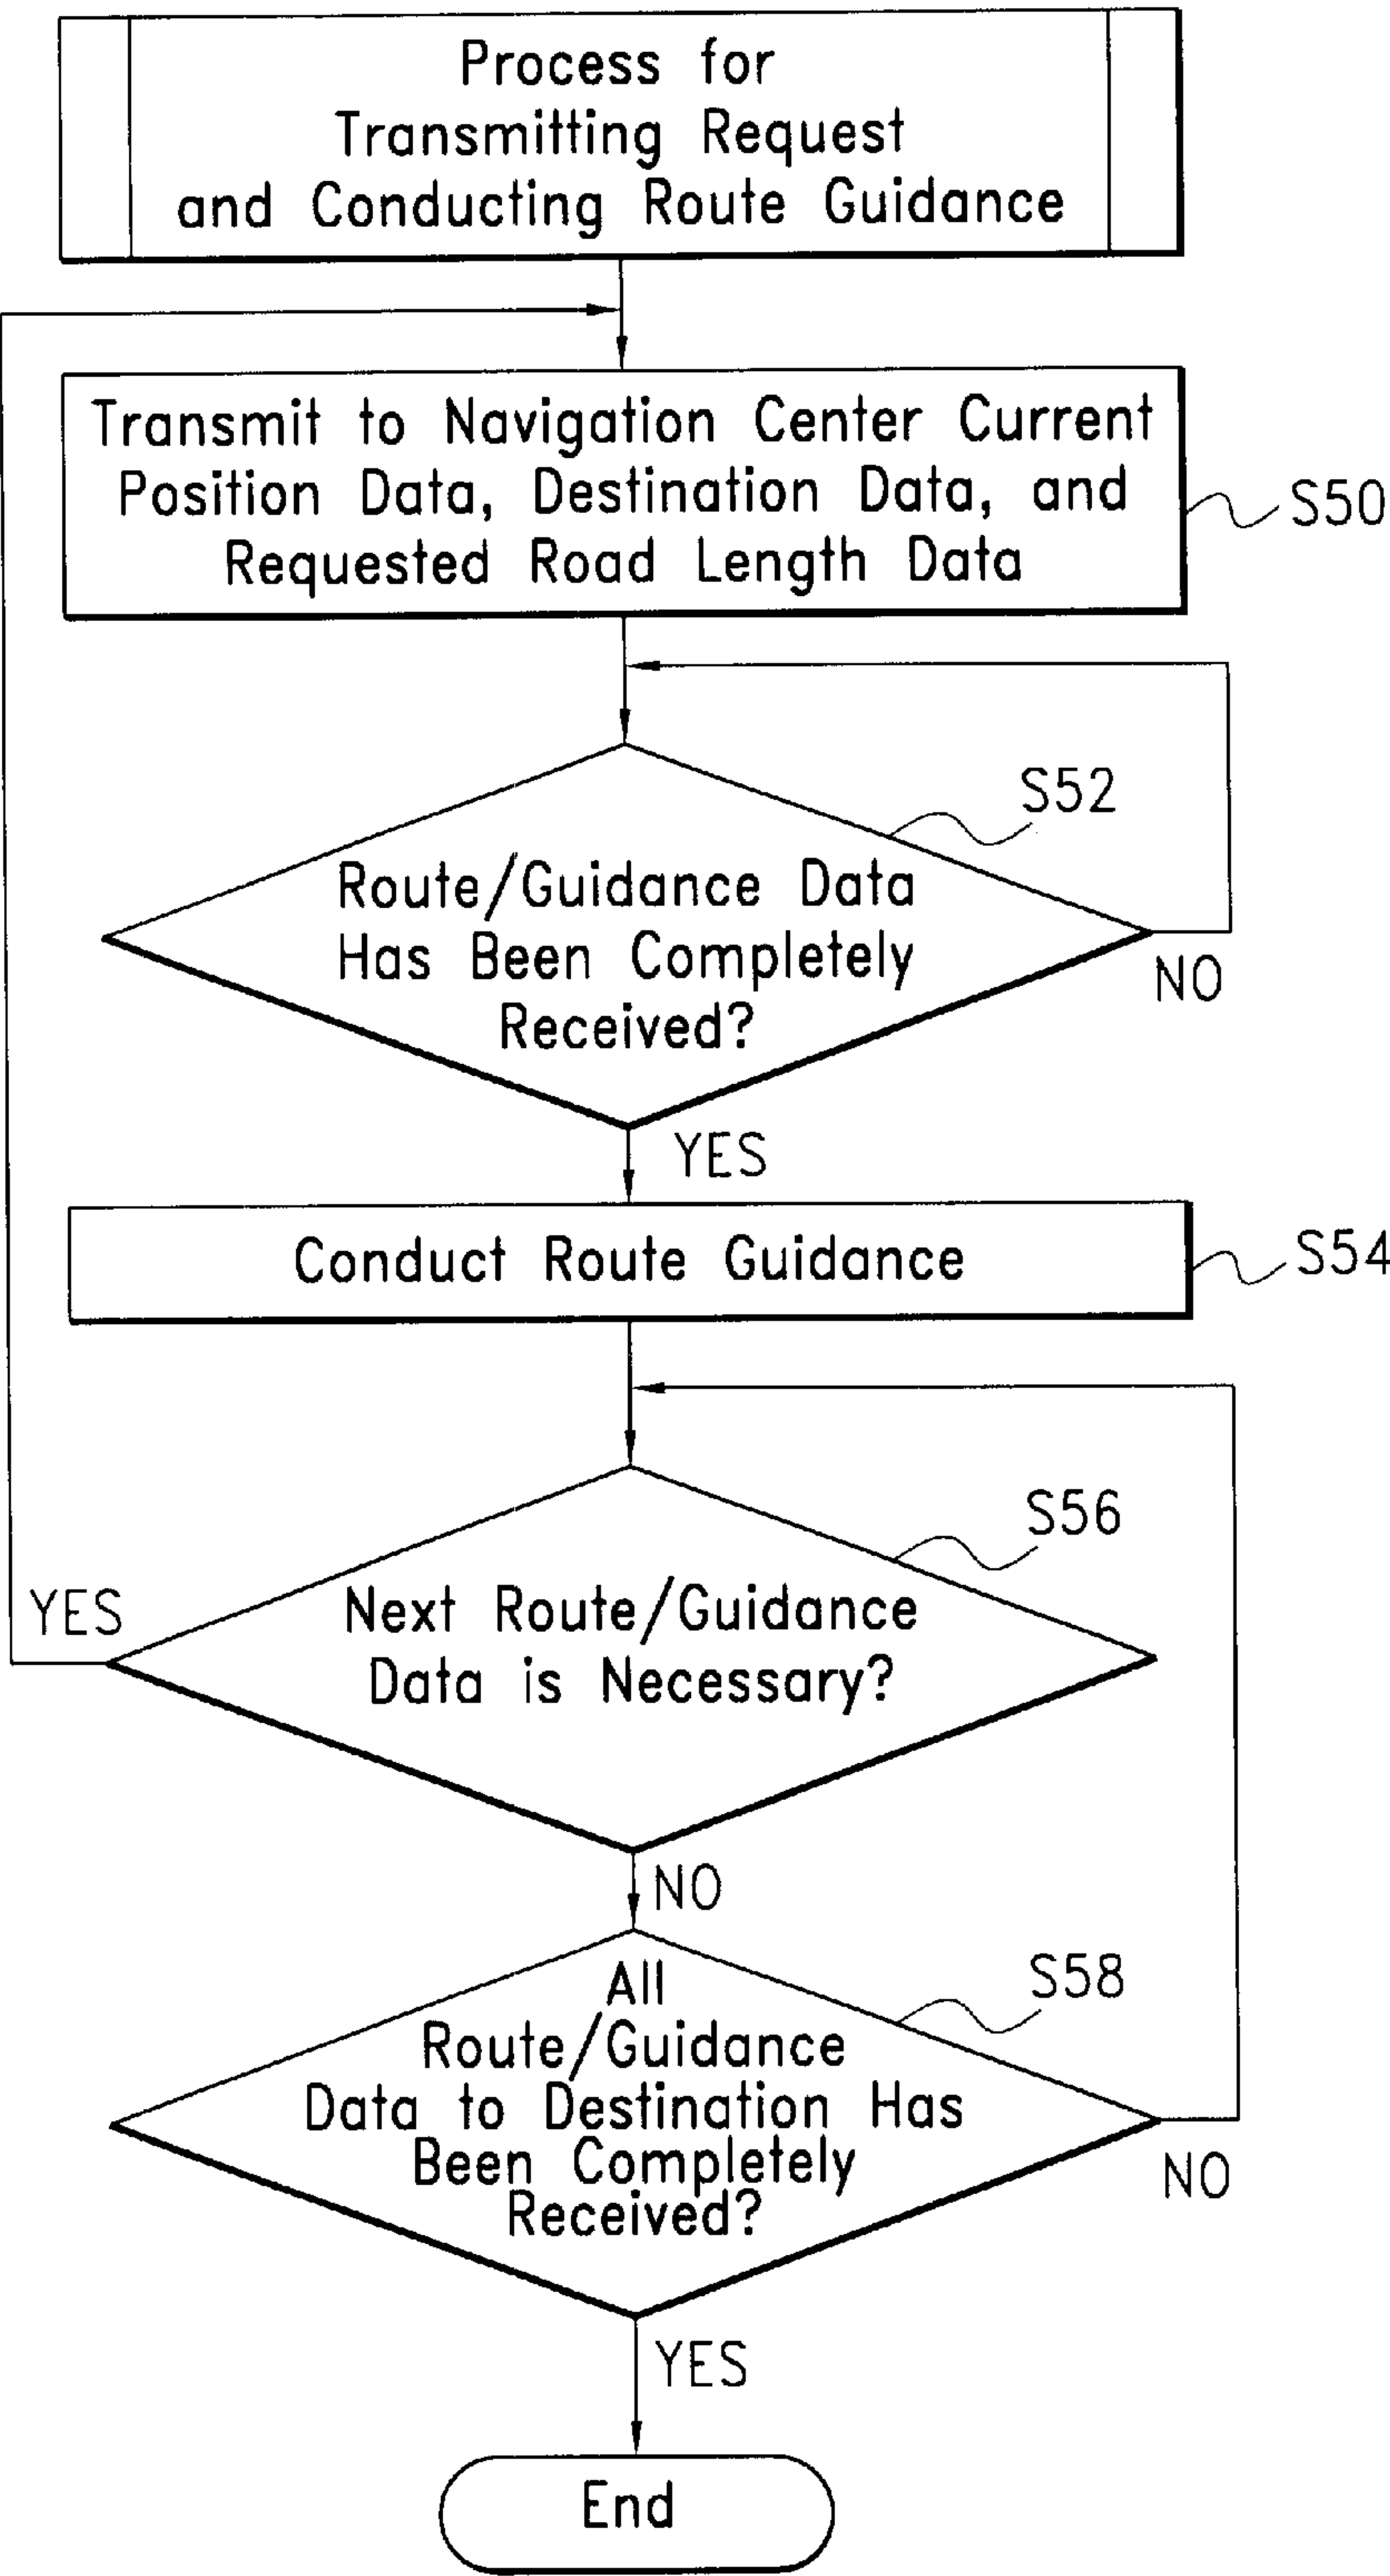 Process for
Transmitting Request
and Conducting Route Guidance
Transmit to Navigation Center Current
Position Data, Destination Data, and
Requested Road Length Data
S50
S52
Route/Guidance Data
Has Been Completely
Received?
NO
YES
Conduct Route Guidance
S54
S56
YES
Next Route/Guidance
Data is Necessary?
NO
S58
All
Route/Guidance
Data to Destination Has
Been Completely
Received?
NO
YES
End